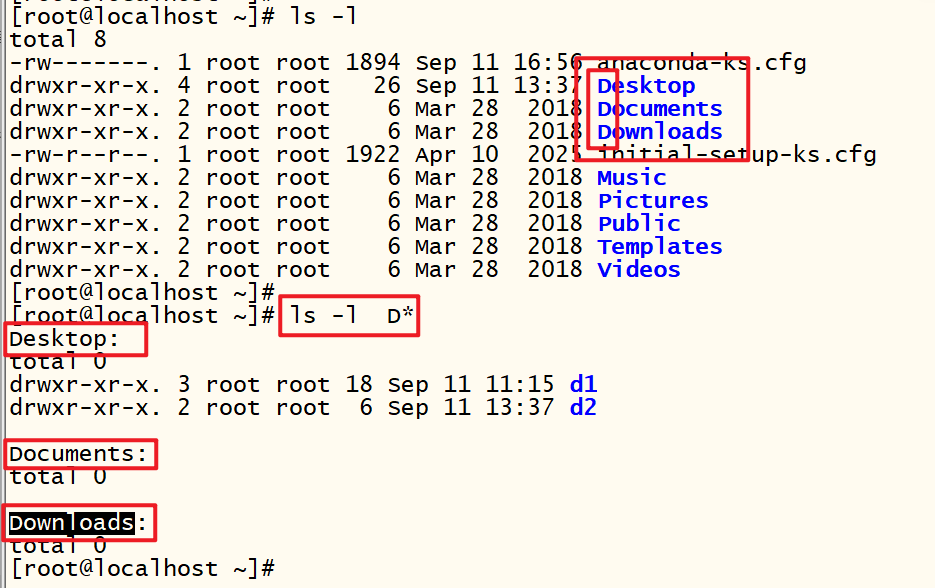 [root@localhost ~]# ls -l
total 8
-rw-------. 1 root root 1894 Sep 11 16:56 anaconda-ks.cfg
drwxr-xr-x. 4 root root   26 Sep 11 13:37 Desktop
drwxr-xr-x. 2 root root    6 Mar 28  2018 Documents
drwxr-xr-x. 2 root root    6 Mar 28  2018 Downloads
-rw-r--r--. 1 root root 1922 Apr 10  2025 initial-setup-ks.cfg
drwxr-xr-x. 2 root root    6 Mar 28  2018 Music
drwxr-xr-x. 2 root root    6 Mar 28  2018 Pictures
drwxr-xr-x. 2 root root    6 Mar 28  2018 Public
drwxr-xr-x. 2 root root    6 Mar 28  2018 Templates
drwxr-xr-x. 2 root root    6 Mar 28  2018 Videos
[root@localhost ~]#
[root@localhost ~]# ls -l  D*
Desktop:
total 0
drwxr-xr-x. 3 root root 18 Sep 11 11:15 d1
drwxr-xr-x. 2 root root  6 Sep 11 13:37 d2
Documents:
total 0
Downloads:
total 0
[root@localhost ~]#